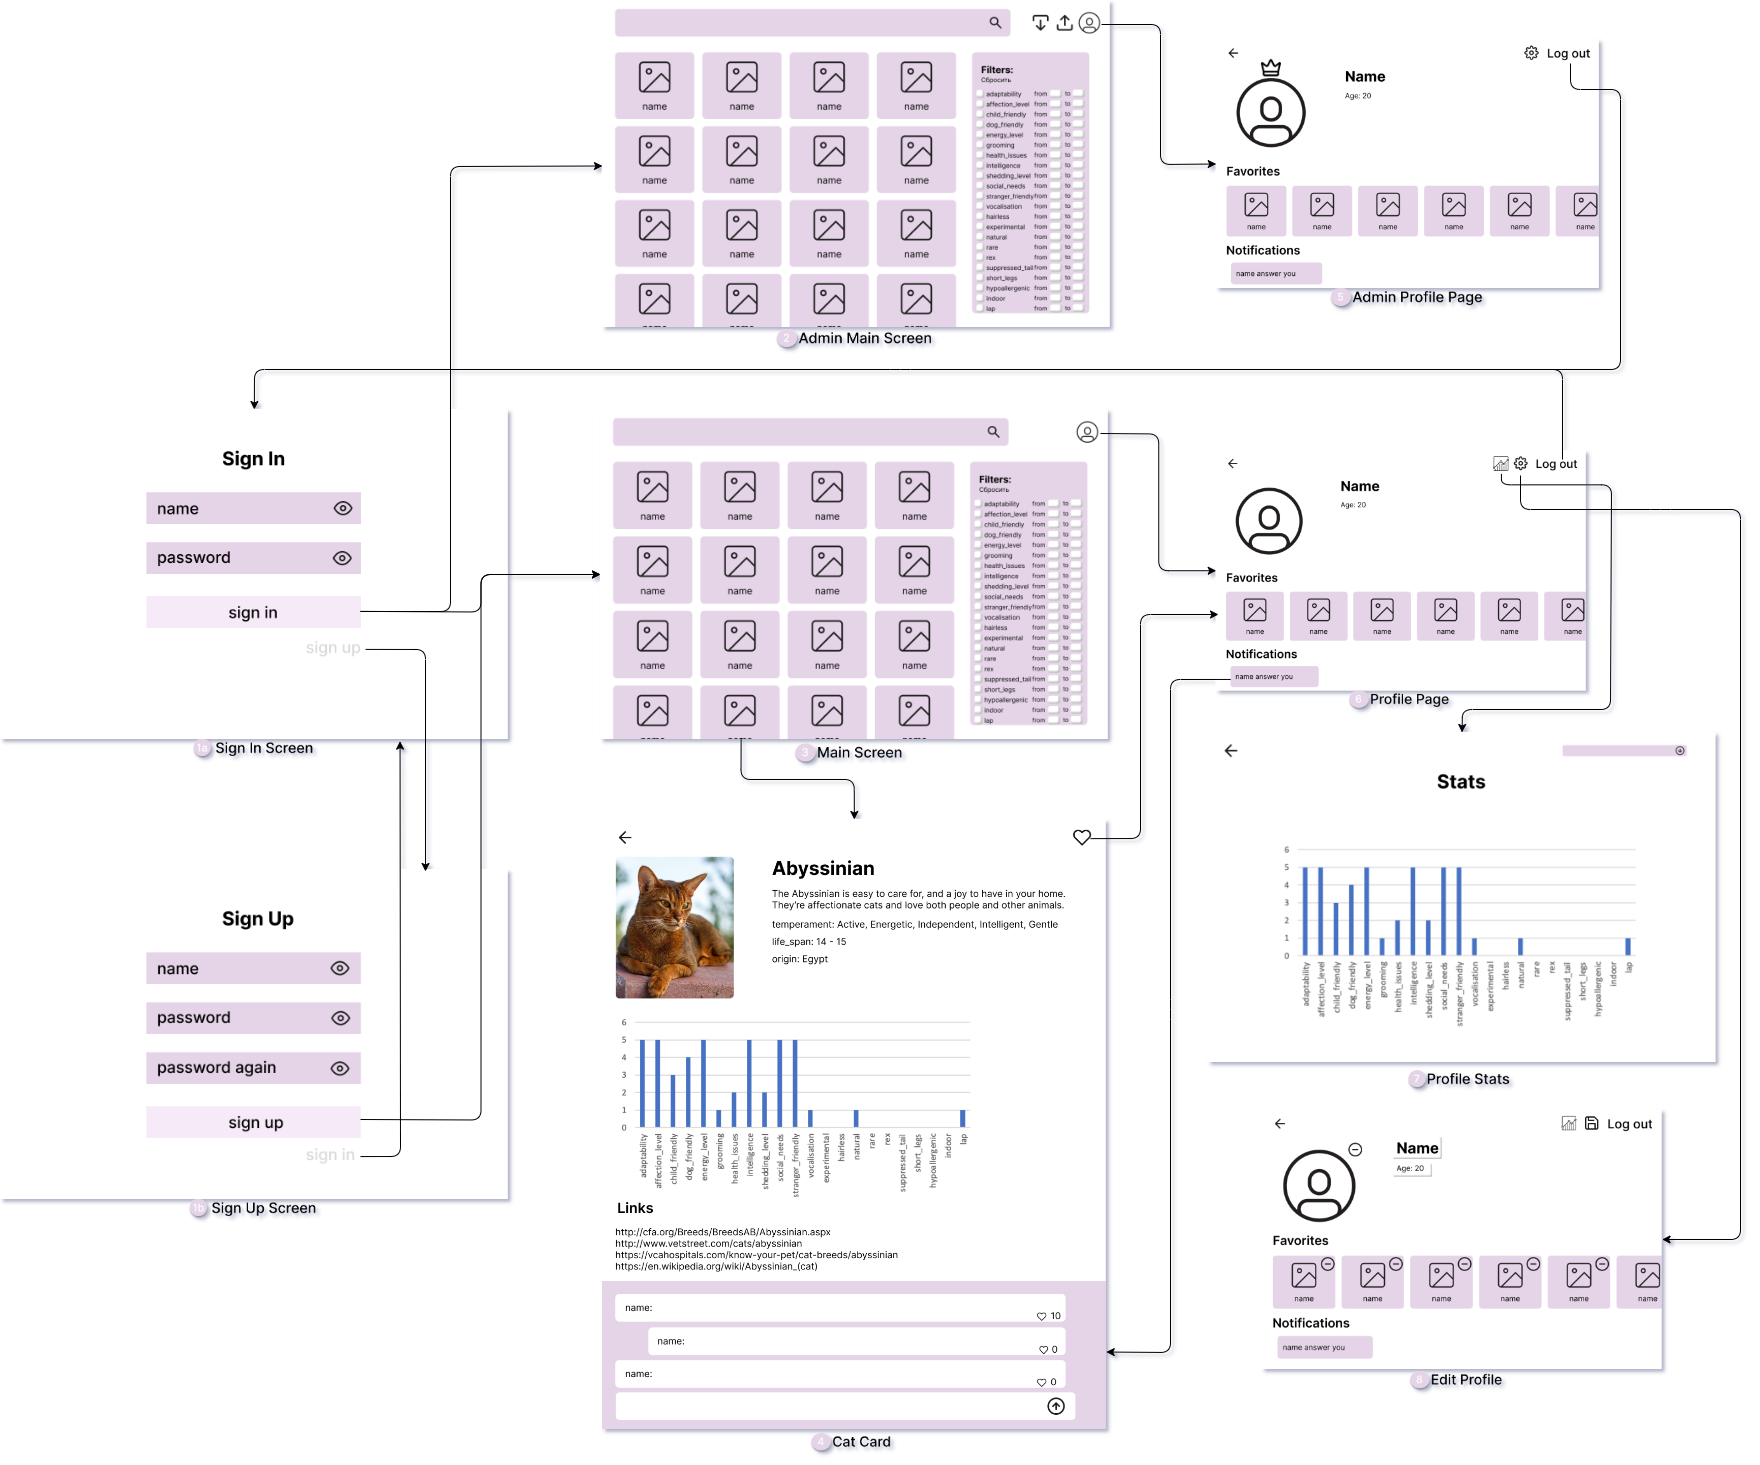 Filters:
Сбросить
adaptability from to
affection_level from to
child_friendly from to
dog_friendly from to
energy_level from to
grooming from to
health_issues from to
intelligence from to
shedding_level from to
social_needs from to
stranger_friendly from to
vocalisation from to
hairless from to
experimental from to
natural from to
rare from to
rex from to
suppressed_tail from to
short_legs from to
hypoallergenic from to
indoor from to
lap from to
name name name name
name name name name
name name name name
name name name name
2 Admin Main Screen
Log out
Name
Age: 20
Favorites
name name name name name name
Notifications
name answer you
5 Admin Profile Page
Sign In
name
password
sign in
sign up
1a Sign In Screen
Filters:
Сбросить
adaptability from to
affection_level from to
child_friendly from to
dog_friendly from to
energy_level from to
grooming from to
health_issues from to
intelligence from to
shedding_level from to
social_needs from to
stranger_friendly from to
vocalisation from to
hairless from to
experimental from to
natural from to
rare from to
rex from to
suppressed_tail from to
short_legs from to
hypoallergenic from to
indoor from to
lap from to
name name name name
name name name name
name name name name
name name name name
3 Main Screen
Log out
Name
Age: 20
Favorites
name name name name name name
Notifications
name answer you
6 Profile Page
Sign Up
name
password
password again
sign up
sign in
1b Sign Up Screen
Abyssinian
The Abyssinian is easy to care for, and a joy to have in your home.
They're affectionate cats and love both people and other animals.
temperament: Active, Energetic, Independent, Intelligent, Gentle
life_span: 14 - 15
origin: Egypt
6
5
4
3
2
1
0
adaptability
affection_level
child_friendly
dog_friendly
energy_level
grooming
health_issues
intelligence
shedding_level
social_needs
stranger_friendly
vocalisation
experimental
hairless
natural
rare
rex
suppressed_tail
short_legs
hypoallergenic
indoor
lap
Links
http://cfa.org/Breeds/BreedsAB/Abyssinian.aspx
http://www.vetstreet.com/cats/abyssinian
https://vcahospitals.com/know-your-pet/cat-breeds/abyssinian
https://en.wikipedia.org/wiki/Abyssinian_(cat)
name:
10
name:
0
name:
0
4 Cat Card
Stats
6
5
4
3
2
1
0
adaptability
affection_level
child_friendly
dog_friendly
energy_level
grooming
health_issues
intelligence
shedding_level
social_needs
stranger_friendly
vocalisation
experimental
hairless
natural
rare
rex
suppressed_tail
short_legs
hypoallergenic
indoor
lap
7 Profile Stats
Log out
Name
Age: 20
Favorites
name name name name name name
Notifications
name answer you
8 Edit Profile